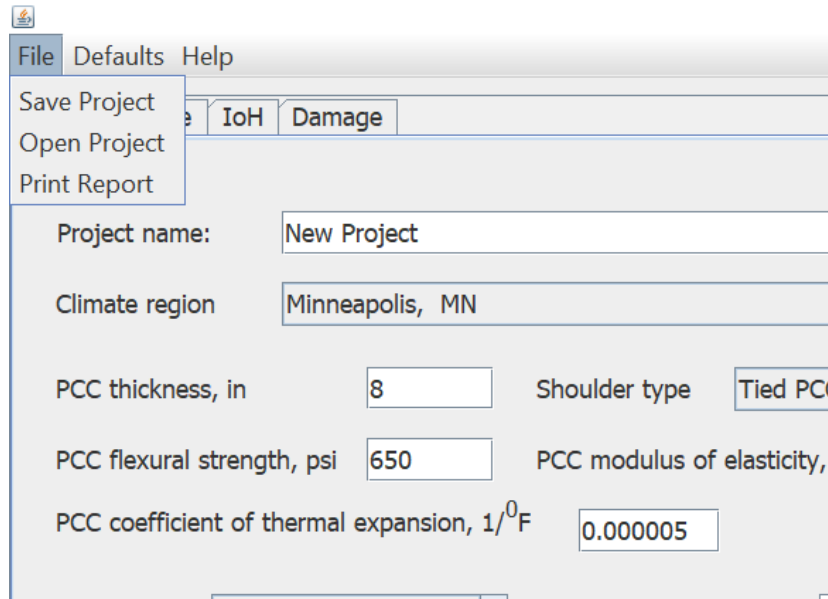 File Defaults Help
Save Project
IoH Damage
Open Project
Print Report
Project name: New Project
Climate region Minneapolis, MN
PCC thickness, in 8 Shoulder type Tied PCC
PCC flexural strength, psi 650 PCC modulus of elasticity,
PCC coefficient of thermal expansion, 1/⁰F 0.000005